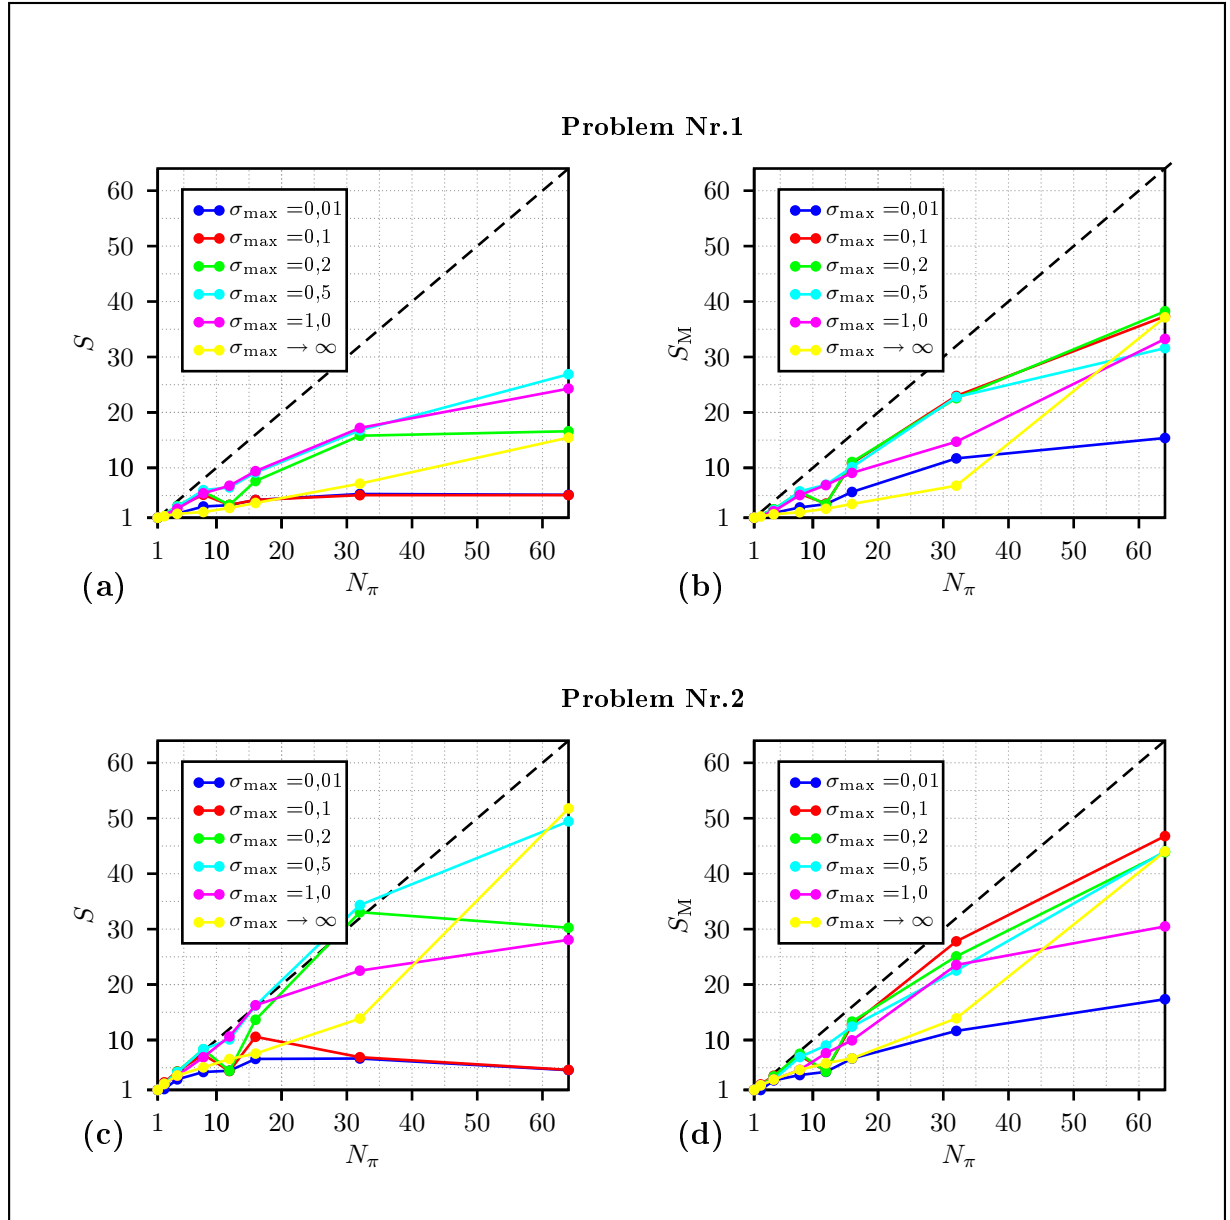 Problem Nr.1
S
60
50
40
30
20
10
1
σmax =0,01
σmax =0,1
σmax =0,2
σmax =0,5
σmax =1,0
σmax → ∞
1 10 20 30 40 50 60
Nπ
(a)
SM
60
50
40
30
20
10
1
σmax =0,01
σmax =0,1
σmax =0,2
σmax =0,5
σmax =1,0
σmax → ∞
1 10 20 30 40 50 60
Nπ
(b)
Problem Nr.2
S
60
50
40
30
20
10
1
σmax =0,01
σmax =0,1
σmax =0,2
σmax =0,5
σmax =1,0
σmax → ∞
1 10 20 30 40 50 60
Nπ
(c)
SM
60
50
40
30
20
10
1
σmax =0,01
σmax =0,1
σmax =0,2
σmax =0,5
σmax =1,0
σmax → ∞
1 10 20 30 40 50 60
Nπ
(d)